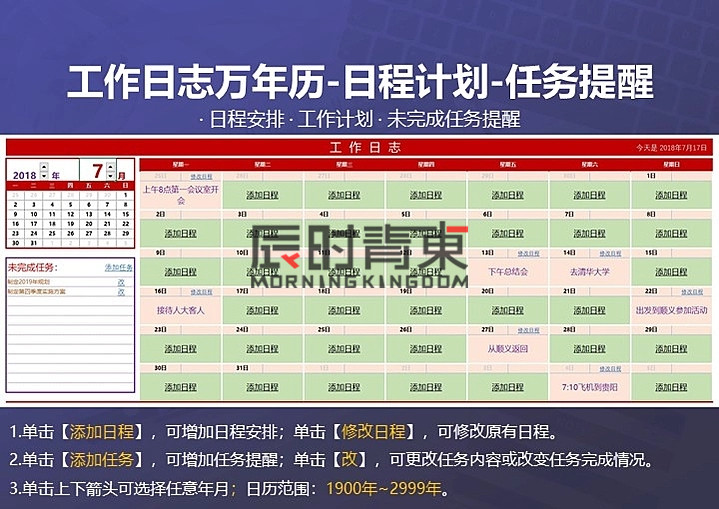 工作日志万年历-日程计划-任务提醒
· 日程安排 · 工作计划 · 未完成任务提醒
工作日志
今天是 2018年7月17日
2018 年 7 月
一 二 三 四 五 六 日
25 26 27 28 29 30 1
2 3 4 5 6 7 8
9 10 11 12 13 14 15
16 17 18 19 20 21 22
23 24 25 26 27 28 29
30 31
未完成任务: 添加任务
制定2019年规划 改
制定第四季度实施方案 改
星期一 星期二 星期三 星期四 星期五 星期六 星期日
25日 修改日程 26日 27日 28日 29日 30日 1日
上午8点第一会议室开会 添加日程 添加日程 添加日程 添加日程 添加日程 添加日程
2日 3日 4日 5日 6日 7日 8日
添加日程 添加日程 添加日程 添加日程 添加日程 添加日程 添加日程
9日 10日 11日 12日 13日 修改日程 14日 修改日程 15日
添加日程 添加日程 添加日程 添加日程 下午总结会 去清华大学 添加日程
16日 修改日程 17日 18日 19日 20日 21日 22日 修改日程
接待人大客人 添加日程 添加日程 添加日程 添加日程 添加日程 出发到顺义参加活动
23日 24日 25日 26日 27日 修改日程 28日 29日
添加日程 添加日程 添加日程 添加日程 从顺义返回 添加日程 添加日程
30日 31日 1日 2日 3日 4日 修改日程 5日
添加日程 添加日程 添加日程 添加日程 添加日程 7:10飞机到贵阳 添加日程
辰时青東
MORNINGKINGDOM
1.单击【添加日程】，可增加日程安排；单击【修改日程】，可修改原有日程。
2.单击【添加任务】，可增加任务提醒；单击【改】，可更改任务内容或改变任务完成情况。
3.单击上下箭头可选择任意年月；日历范围：1900年~2999年。